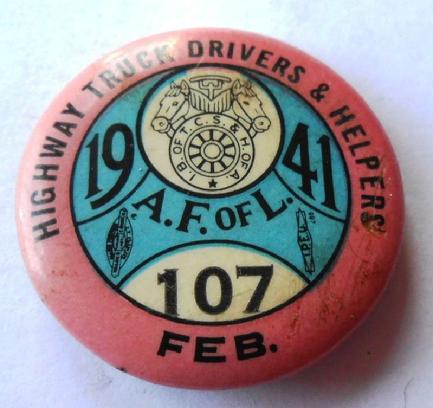 HIGHWAY TRUCK DRIVERS & HELPERS
I.B. OF T.C.S. & H. OF A.
19 41
A.F. OF L.
107
FEB.